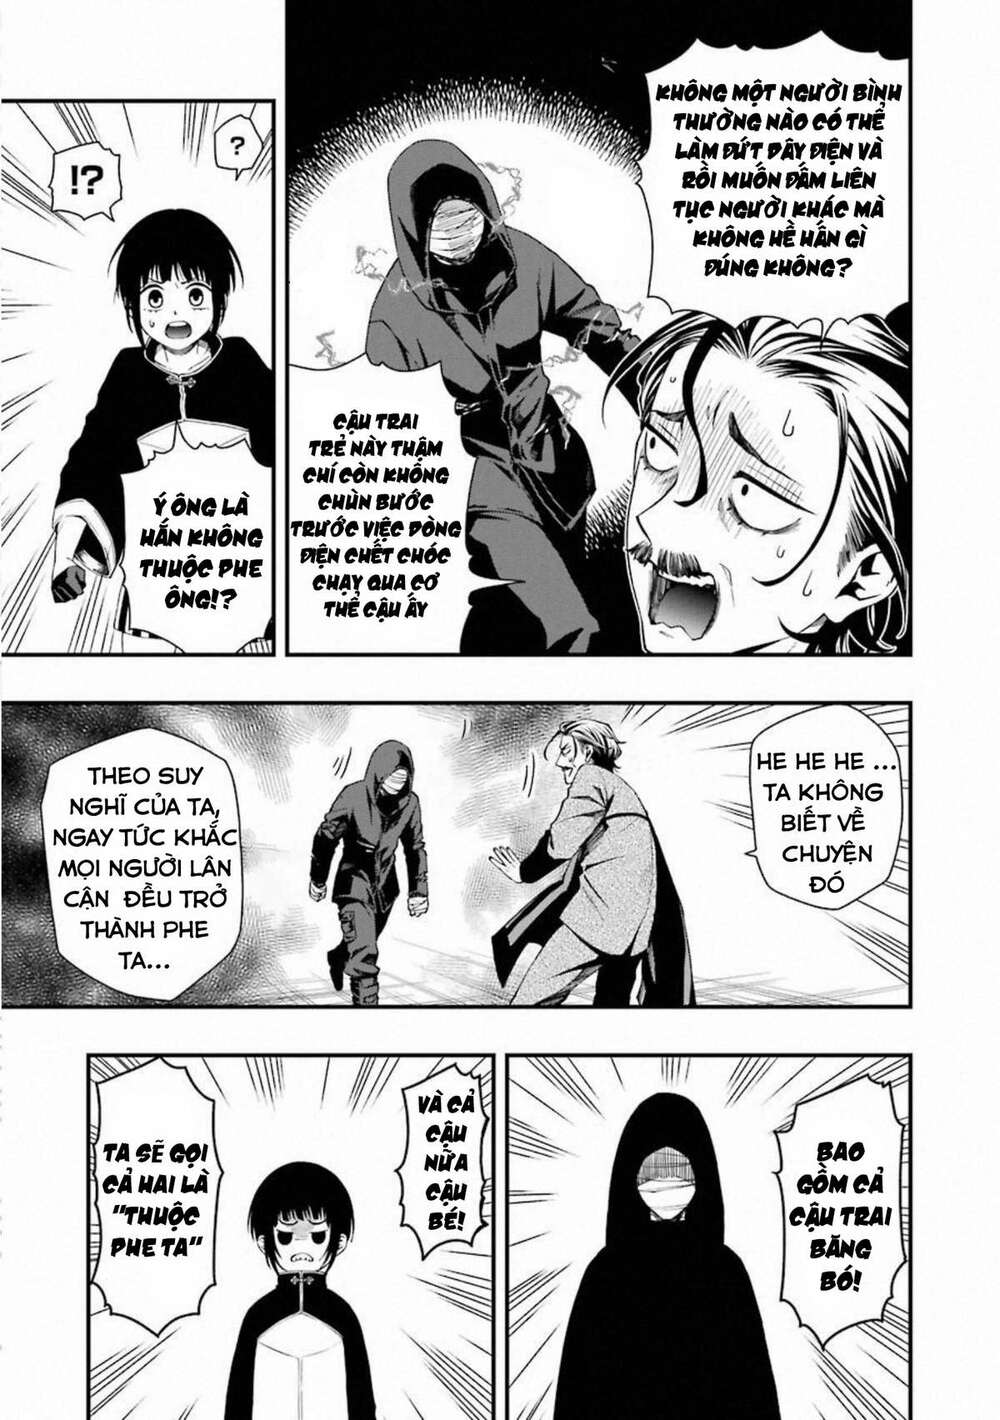 KHÔNG MỘT NGƯỜI BÌNH
THƯỜNG NÀO CÓ THỂ
LÀM ĐỨT DÂY ĐIỆN VÀ
RỒI MUỐN ĐẤM LIÊN
TỤC NGƯỜI KHÁC MÀ
KHÔNG HỀ HẤN GÌ
ĐÚNG KHÔNG?
CẬU TRAI
TRẺ NÀY THẬM
CHÍ CÒN KHÔNG
CHÙN BƯỚC
TRƯỚC VIỆC DÒNG
ĐIỆN CHẾT CHÓC
CHẠY QUA CƠ
THỂ CẬU ẤY
?
!?
Ý ÔNG LÀ
HẮN KHÔNG
THUỘC PHE
ÔNG!?
HE HE HE ...
TA KHÔNG
BIẾT VỀ
CHUYỆN
ĐÓ
THEO SUY
NGHĨ CỦA TA,
NGAY TỨC KHẮC
MỌI NGƯỜI LÂN
CẬN ĐỀU TRỞ
THÀNH PHE
TA...
BAO
GỒM CẢ
CẬU TRAI
BĂNG
BÓ!
VÀ CẢ
CẬU
NỮA
CẬU
BÉ!
TA SẼ GỌI
CẢ HAI LÀ
"THUỘC
PHE TA"